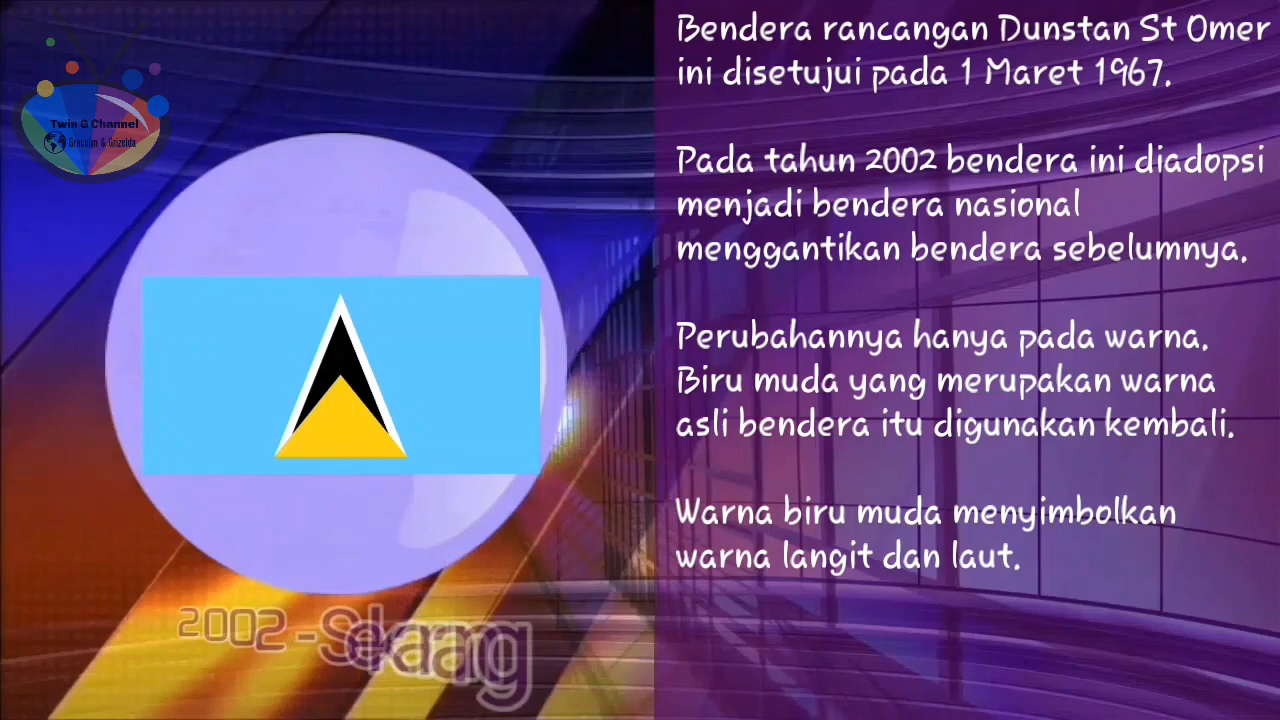 Twin G Channel
Gracelyn & Grizelda
Bendera rancangan Dunstan St Omer
ini disetujui pada 1 Maret 1967.
Pada tahun 2002 bendera ini diadopsi
menjadi bendera nasional
menggantikan bendera sebelumnya.
Perubahannya hanya pada warna.
Biru muda yang merupakan warna
asli bendera itu digunakan kembali.
Warna biru muda menyimbolkan
warna langit dan laut.
2002 -